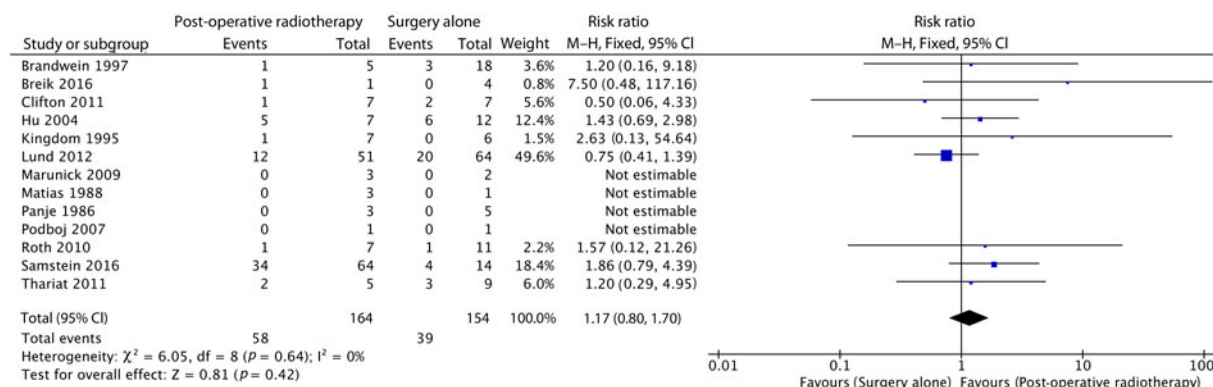 Post-operative radiotherapy Surgery alone Risk ratio Risk ratio
Study or subgroup Events Total Events Total Weight M–H, Fixed, 95% CI M–H, Fixed, 95% CI
Brandwein 1997 1 5 3 18 3.6% 1.20 (0.16, 9.18)
Breik 2016 1 1 0 4 0.8% 7.50 (0.48, 117.16)
Clifton 2011 1 7 2 7 5.6% 0.50 (0.06, 4.33)
Hu 2004 5 7 6 12 12.4% 1.43 (0.69, 2.98)
Kingdom 1995 1 7 0 6 1.5% 2.63 (0.13, 54.64)
Lund 2012 12 51 20 64 49.6% 0.75 (0.41, 1.39)
Marunick 2009 0 3 0 2 Not estimable
Matias 1988 0 3 0 1 Not estimable
Panje 1986 0 3 0 5 Not estimable
Podboj 2007 0 1 0 1 Not estimable
Roth 2010 1 7 1 11 2.2% 1.57 (0.12, 21.26)
Samstein 2016 34 64 4 14 18.4% 1.86 (0.79, 4.39)
Thariat 2011 2 5 3 9 6.0% 1.20 (0.29, 4.95)
Total (95% CI) 164 154 100.0% 1.17 (0.80, 1.70)
Total events 58 39
Heterogeneity: χ² = 6.05, df = 8 (p = 0.64); I² = 0%
Test for overall effect: Z = 0.81 (p = 0.42)
0.01 0.1 1 10 100
Favours (Surgery alone) Favours (Post-operative radiotherapy)